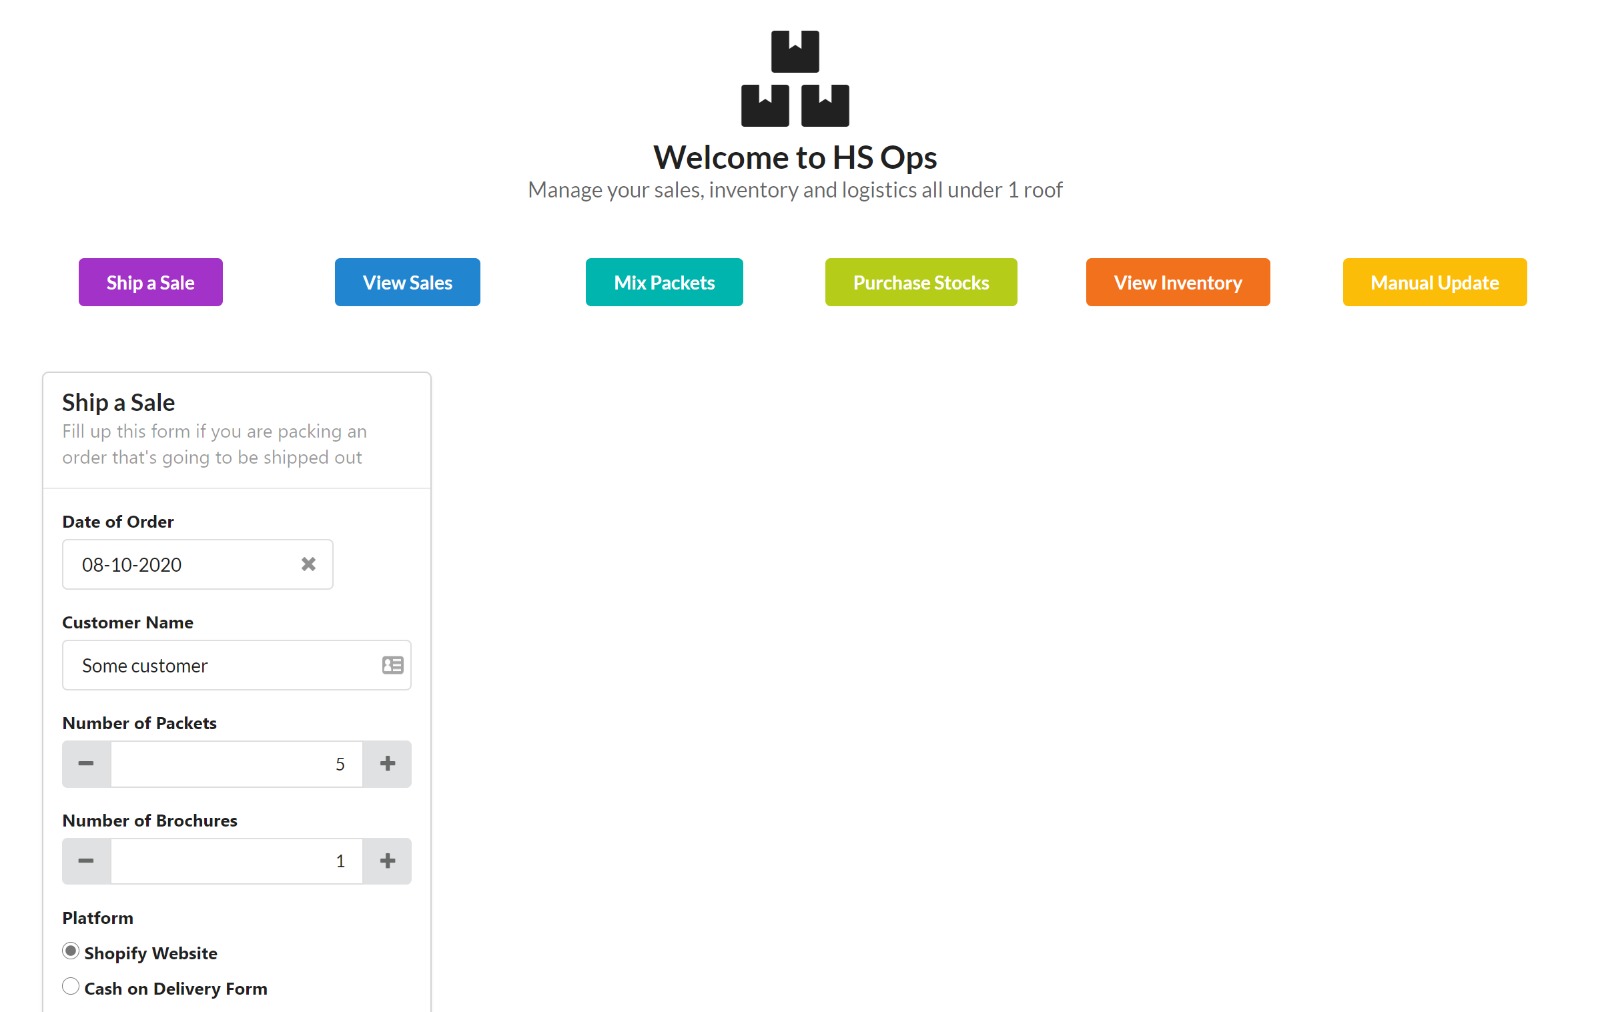 Welcome to HS Ops
Manage your sales, inventory and logistics all under 1 roof
Ship a Sale
View Sales
Mix Packets
Purchase Stocks
View Inventory
Manual Update
Ship a Sale
Fill up this form if you are packing an
order that's going to be shipped out
Date of Order
08-10-2020
Customer Name
Some customer
Number of Packets
5
Number of Brochures
1
Platform
Shopify Website
Cash on Delivery Form